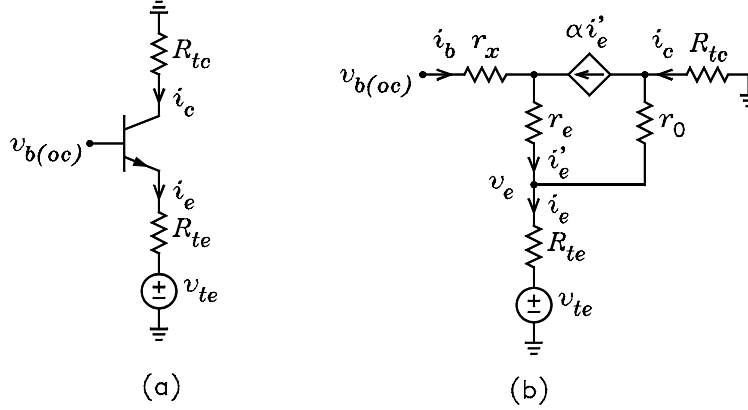 R_tc
i_c
v_b(oc)
i_e
R_te
± v_te
(a)
i_b r_x αi'_e i_c R_tc
v_b(oc)
r_e r_0
i'_e
v_e
i_e
R_te
± v_te
(b)